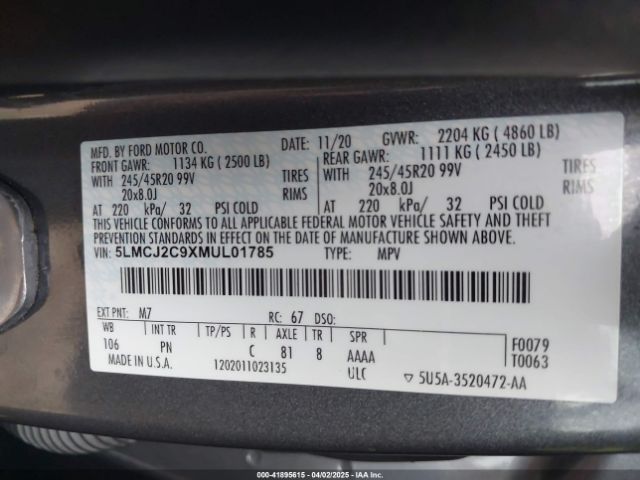 MFD. BY FORD MOTOR CO. DATE: 11/20 GVWR: 2204 KG ( 4860 LB)
FRONT GAWR: 1134 KG ( 2500 LB) REAR GAWR: 1111 KG ( 2450 LB)
WITH 245/45R20 99V TIRES WITH 245/45R20 99V TIRES
20x8.0J RIMS 20x8.0J RIMS
AT 220 kPa/ 32 PSI COLD AT 220 kPa/ 32 PSI COLD
THIS VEHICLE CONFORMS TO ALL APPLICABLE FEDERAL MOTOR VEHICLE SAFETY AND THEFT
PREVENTION STANDARDS IN EFFECT ON THE DATE OF MANUFACTURE SHOWN ABOVE.
VIN: 5LMCJ2C9XMUL01785 TYPE: MPV
EXT PNT: M7 RC: 67 DSO:
WB INT TR TP/PS R AXLE TR SPR F0079
106 PN C 81 8 AAAA T0063
MADE IN U.S.A. 1202011023135 ULC ▽ 5U5A-3520472-AA
000-41895615 04/02/2025 IAAI.COM